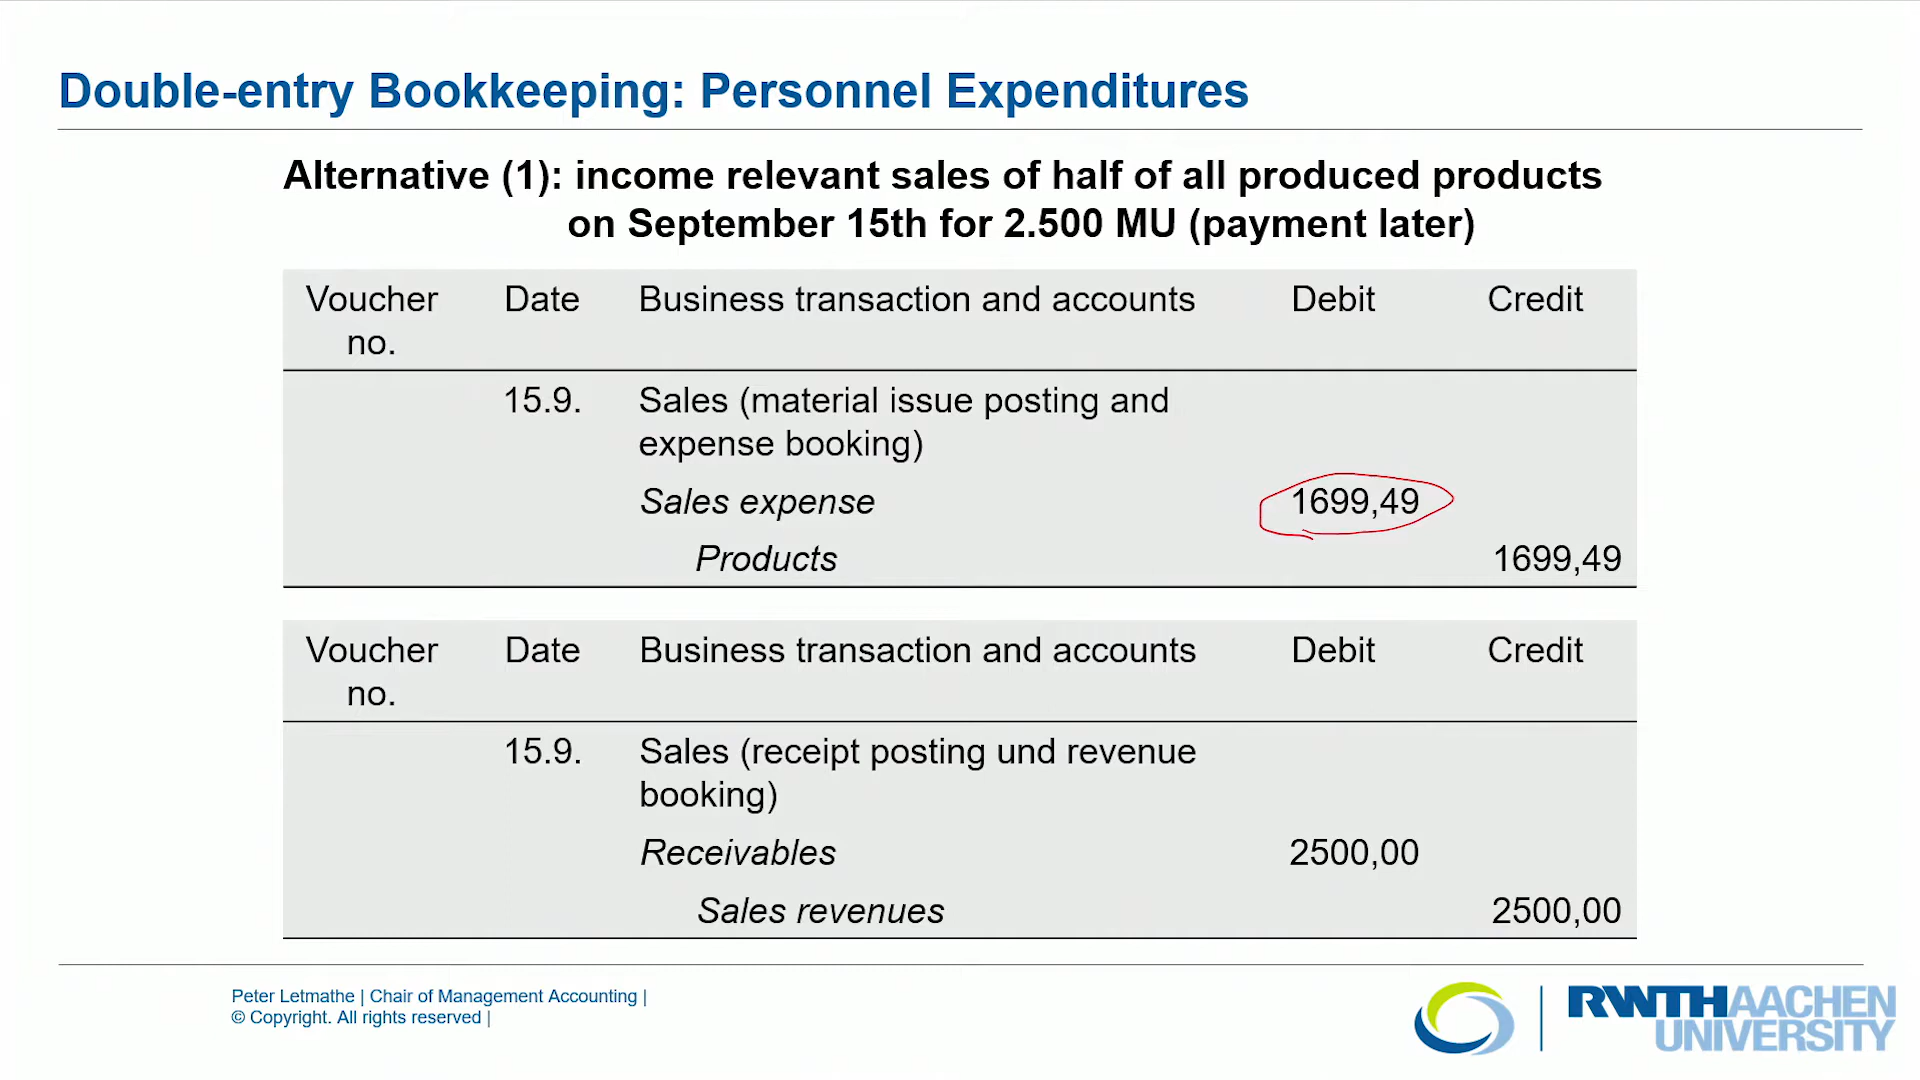 Double-entry Bookkeeping: Personnel Expenditures
Alternative (1): income relevant sales of half of all produced products
on September 15th for 2.500 MU (payment later)
Voucher no. Date Business transaction and accounts Debit Credit
15.9. Sales (material issue posting and
expense booking)
Sales expense 1699,49
Products 1699,49
Voucher no. Date Business transaction and accounts Debit Credit
15.9. Sales (receipt posting und revenue
booking)
Receivables 2500,00
Sales revenues 2500,00
Peter Letmathe | Chair of Management Accounting |
© Copyright. All rights reserved |
RWTHAACHEN
UNIVERSITY